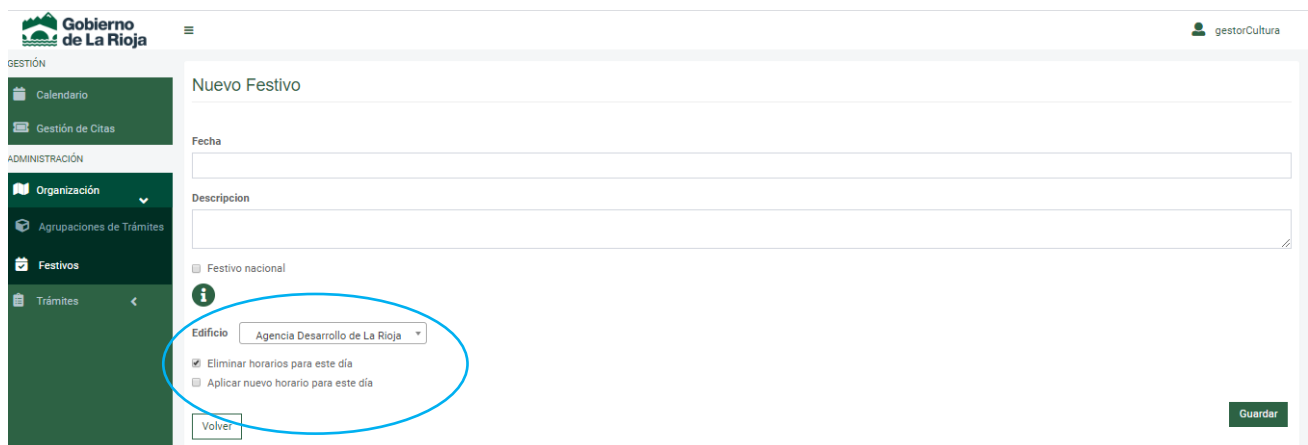 Gobierno
de La Rioja
gestorCultura
GESTIÓN
Calendario
Gestión de Citas
ADMINISTRACIÓN
Organización
Agrupaciones de Trámites
Festivos
Trámites
Nuevo Festivo
Fecha
Descripcion
Festivo nacional
Edificio Agencia Desarrollo de La Rioja
Eliminar horarios para este día
Aplicar nuevo horario para este día
Volver
Guardar